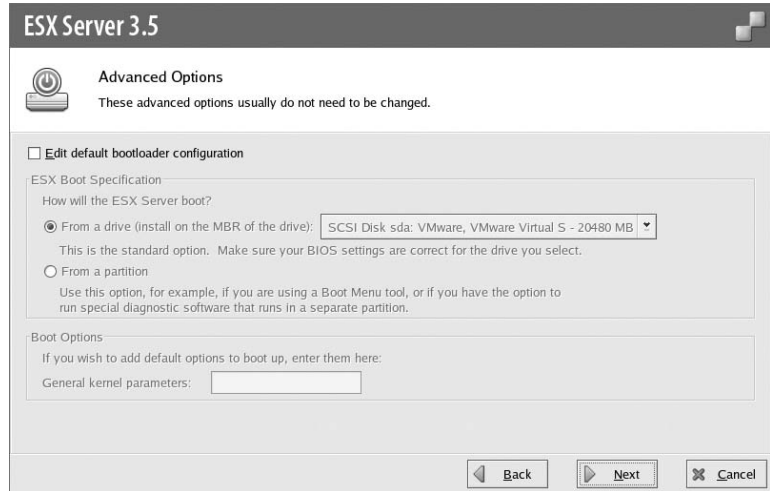 ESX Server 3.5
Advanced Options
These advanced options usually do not need to be changed.
Edit default bootloader configuration
ESX Boot Specification
How will the ESX Server boot?
From a drive (install on the MBR of the drive): SCSI Disk sda: VMware, VMware Virtual S - 20480 MB
This is the standard option. Make sure your BIOS settings are correct for the drive you select.
From a partition
Use this option, for example, if you are using a Boot Menu tool, or if you have the option to
run special diagnostic software that runs in a separate partition.
Boot Options
If you wish to add default options to boot up, enter them here:
General kernel parameters:
Back Next Cancel